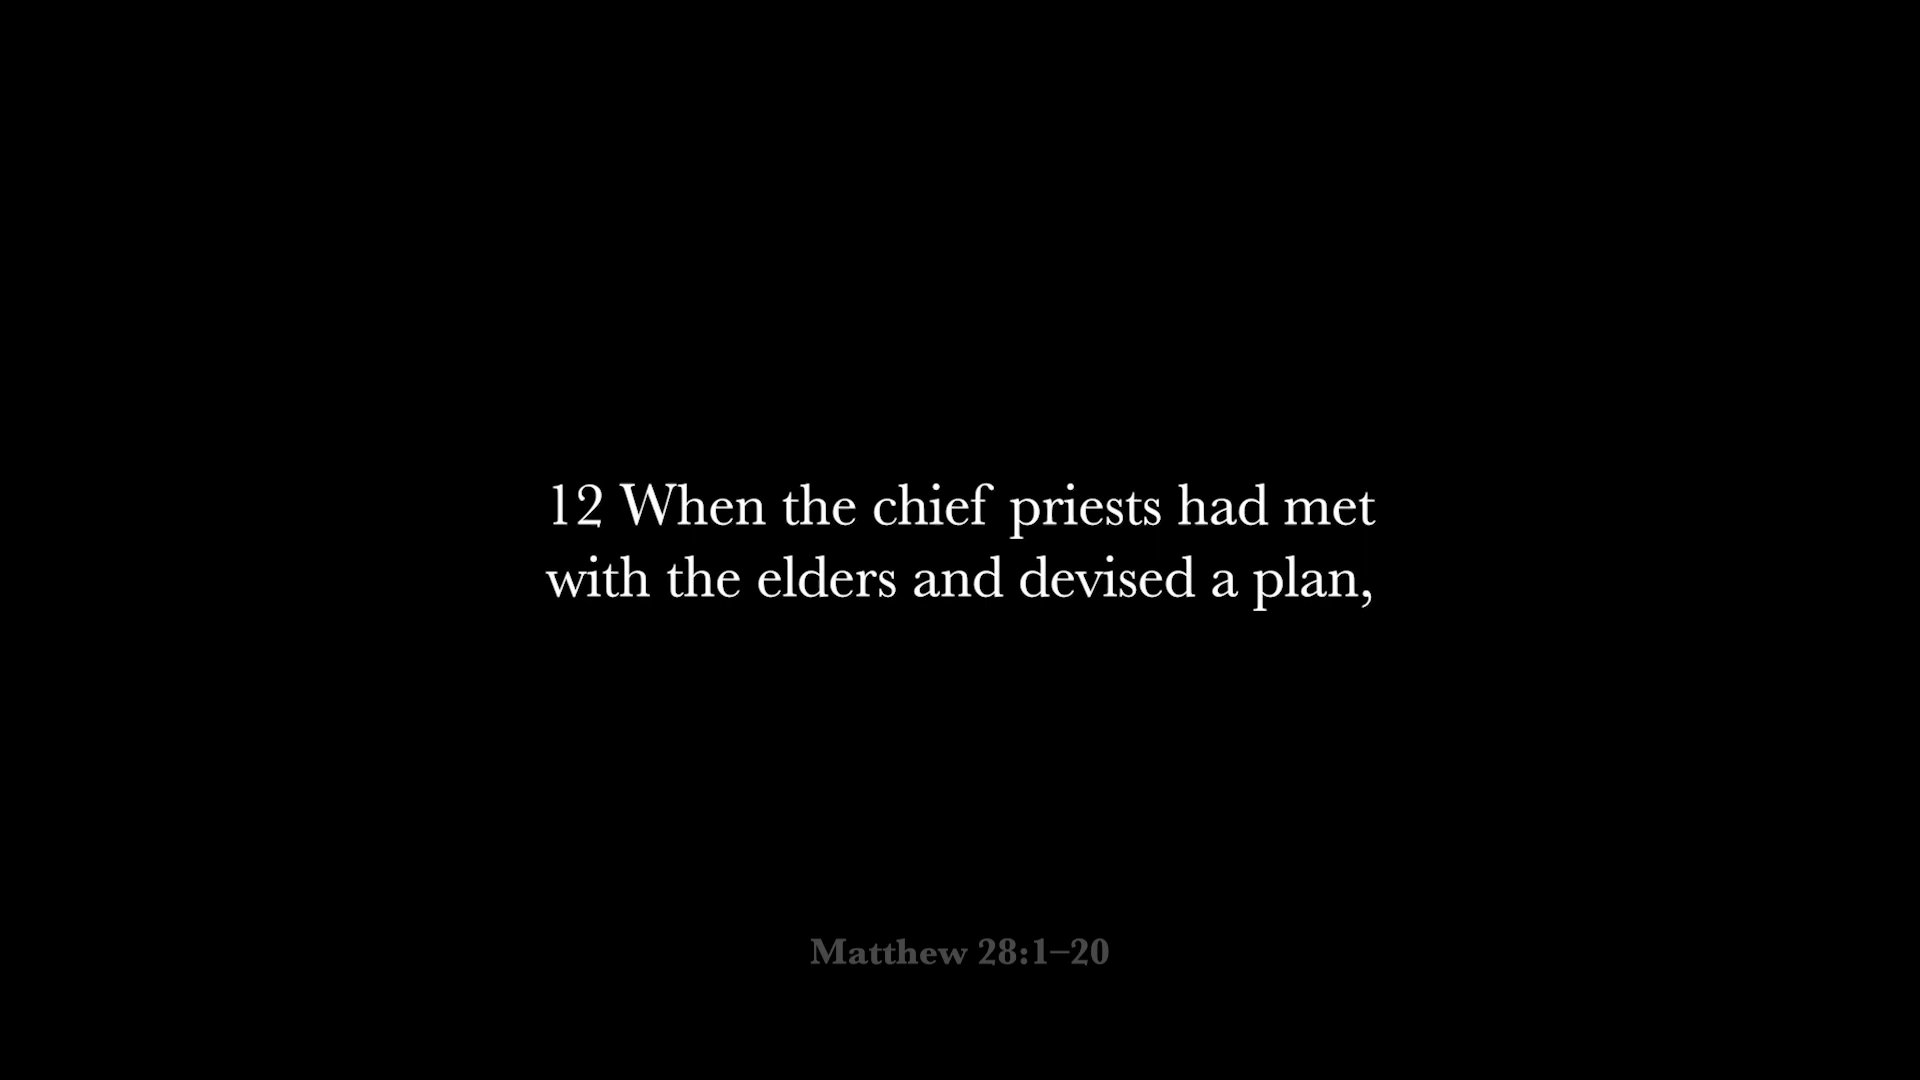 12 When the chief priests had met
with the elders and devised a plan,
Matthew 28:1–20